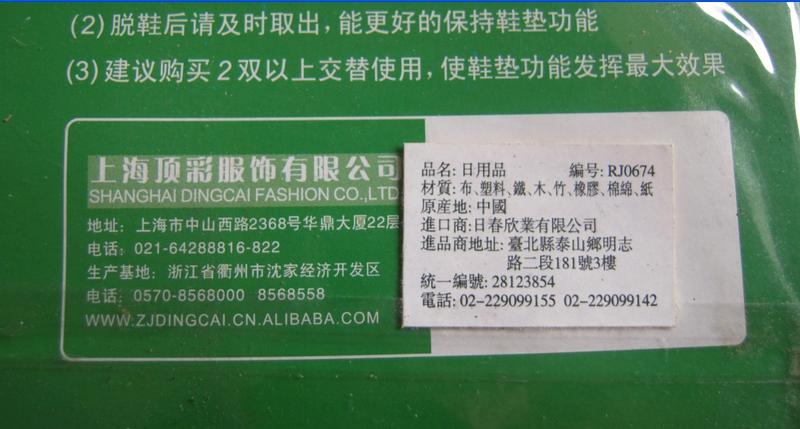 (2) 脱鞋后请及时取出，能更好的保持鞋垫功能
(3) 建议购买2双以上交替使用，使鞋垫功能发挥最大效果
上海顶彩服饰有限公司
SHANGHAI DINGCAI FASHION CO.,LTD
地址：上海市中山西路2368号华鼎大厦22层
电话：021-64288816-822
生产基地：浙江省衢州市沈家经济开发区
电话：0570-8568000 8568558
WWW.ZJDINGCAI.CN.ALIBABA.COM
品名: 日用品 編号: RJ0674
材質: 布、塑料、鐵、木、竹、橡膠、棉綿、紙
原産地: 中國
進口商: 日春欣業有限公司
進品商地址: 臺北縣泰山鄉明志
路二段181號3樓
統一編號: 28123854
電話: 02-229099155 02-229099142